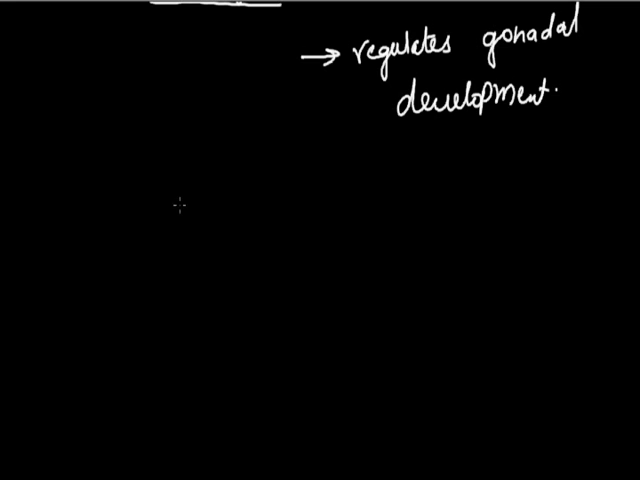 → regulates gonadal
development.